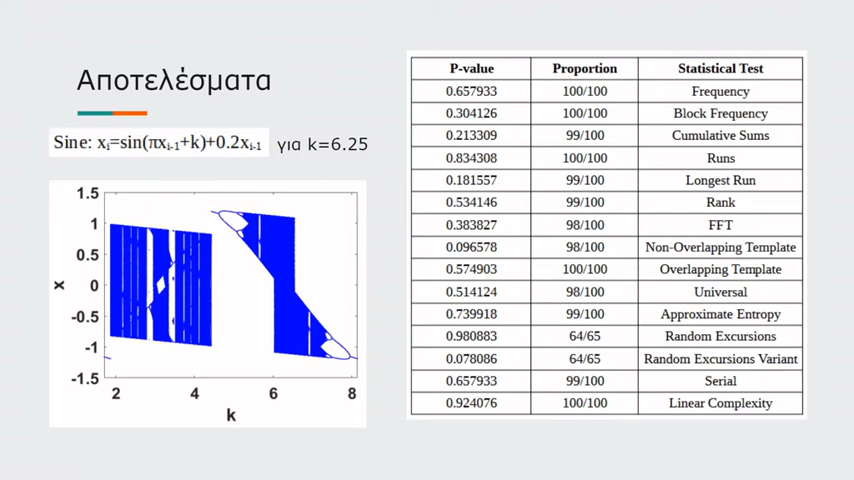 Αποτελέσματα
Sine: xᵢ=sin(πxᵢ₋₁+k)+0.2xᵢ₋₁ για k=6.25
1.5
1
0.5
0
-0.5
-1
-1.5
x
2 4 6 8
k
P-value Proportion Statistical Test
0.657933 100/100 Frequency
0.304126 100/100 Block Frequency
0.213309 99/100 Cumulative Sums
0.834308 100/100 Runs
0.181557 99/100 Longest Run
0.534146 99/100 Rank
0.383827 98/100 FFT
0.096578 98/100 Non-Overlapping Template
0.574903 100/100 Overlapping Template
0.514124 98/100 Universal
0.739918 99/100 Approximate Entropy
0.980883 64/65 Random Excursions
0.078086 64/65 Random Excursions Variant
0.657933 99/100 Serial
0.924076 100/100 Linear Complexity